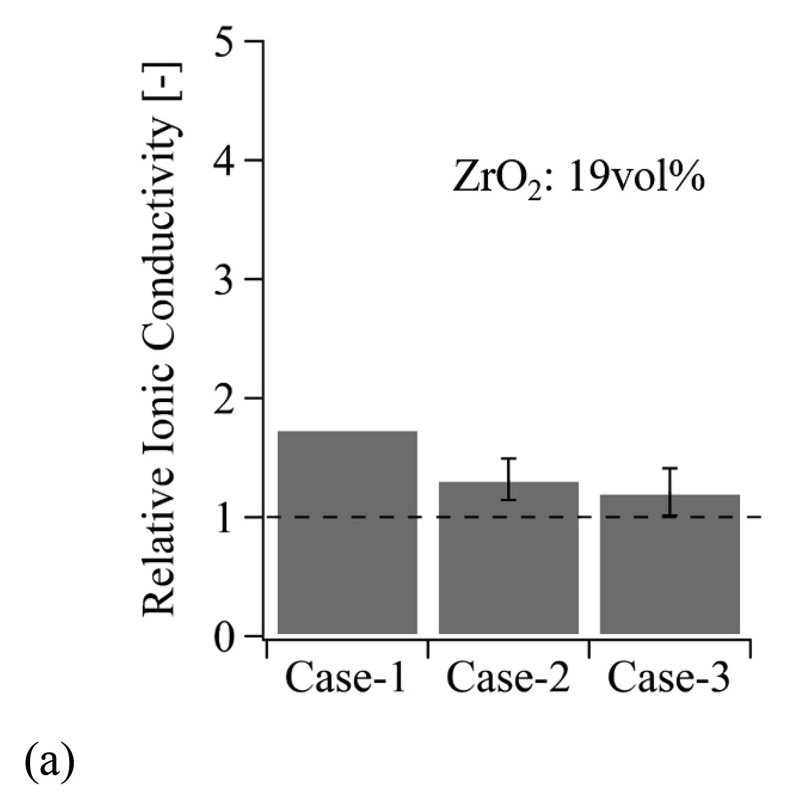 5
4
3
2
1
0
Relative Ionic Conductivity [-]
ZrO₂: 19vol%
Case-1 Case-2 Case-3
(a)